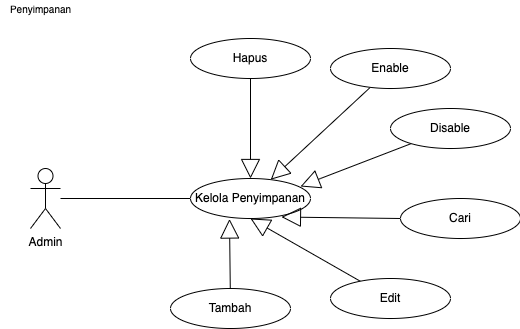 Penyimpanan
Hapus
Enable
Disable
Kelola Penyimpanan
Cari
Admin
Edit
Tambah